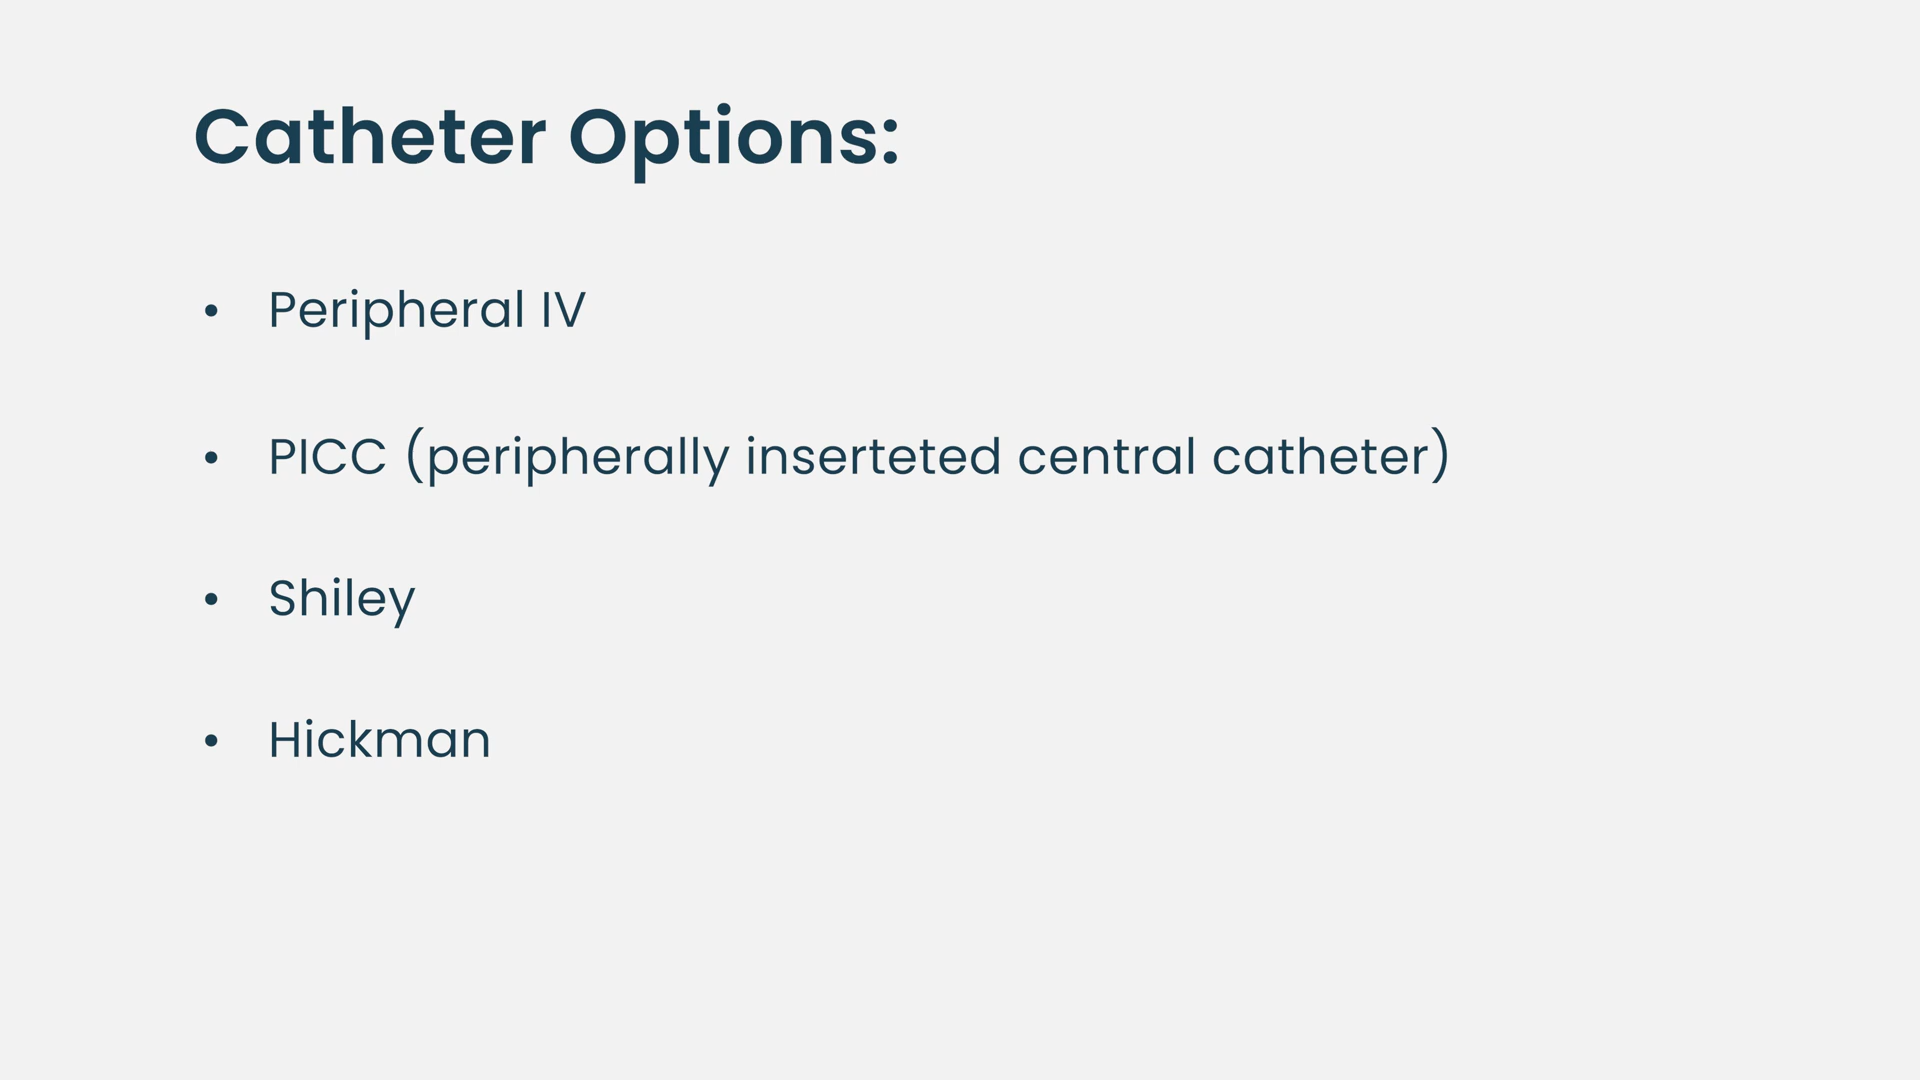 Catheter Options:
• Peripheral IV
• PICC (peripherally inserteted central catheter)
• Shiley
• Hickman